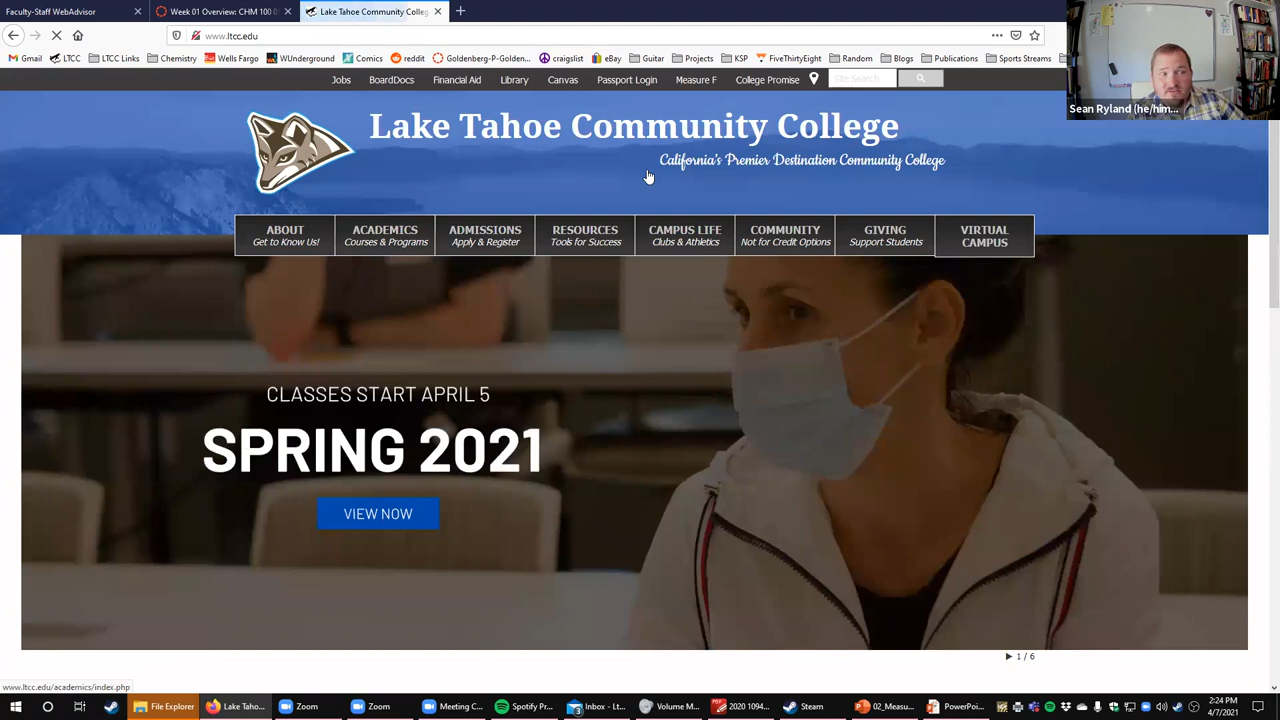 Faculty-Staff WebAdvisor
Week 01 Overview: CHM 100 0
Lake Tahoe Community Colleg
www.ltcc.edu
Gmail LTCC LTCC Links Chemistry Wells Fargo WUnderground Comics reddit Goldenberg-P-Golden... craigslist eBay Guitar Projects KSP FiveThirtyEight Random Blogs Publications Sports Streams
Sean Ryland (he/him...
Jobs BoardDocs Financial Aid Library Canvas Passport Login Measure F College Promise Site Search
Lake Tahoe Community College
California's Premier Destination Community College
ABOUT ACADEMICS ADMISSIONS RESOURCES CAMPUS LIFE COMMUNITY GIVING VIRTUAL
Get to Know Us! Courses & Programs Apply & Register Tools for Success Clubs & Athletics Not for Credit Options Support Students CAMPUS
CLASSES START APRIL 5
SPRING 2021
VIEW NOW
1 / 6
www.ltcc.edu/academics/index.php
File Explorer Lake Taho... Zoom Zoom Meeting C... Inbox - Lt... Volume M... 2020 1094... Steam Spotify Pr... 02_Measu... PowerPoi...
2:24 PM
4/7/2021